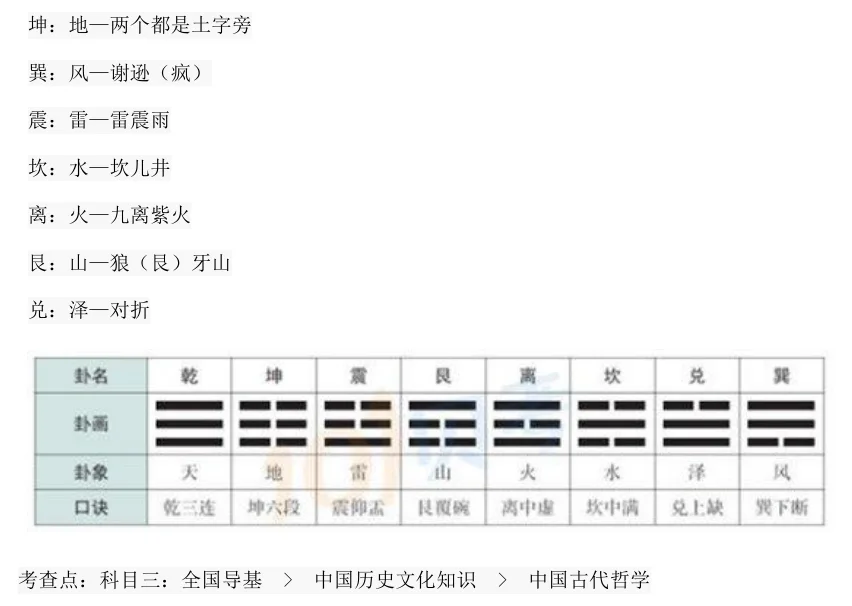 坤：地—两个都是土字旁
巽：风—谢逊（疯）
震：雷—雷震雨
坎：水—坎儿井
离：火—九离紫火
艮：山—狼（艮）牙山
兑：泽—对折
卦名 乾 坤 震 艮 离 坎 兑 巽
卦画
卦象 天 地 雷 山 火 水 泽 风
口诀 乾三连 坤六段 震仰盂 艮覆碗 离中虚 坎中满 兑上缺 巽下断
考查点：科目三：全国导基 > 中国历史文化知识 > 中国古代哲学